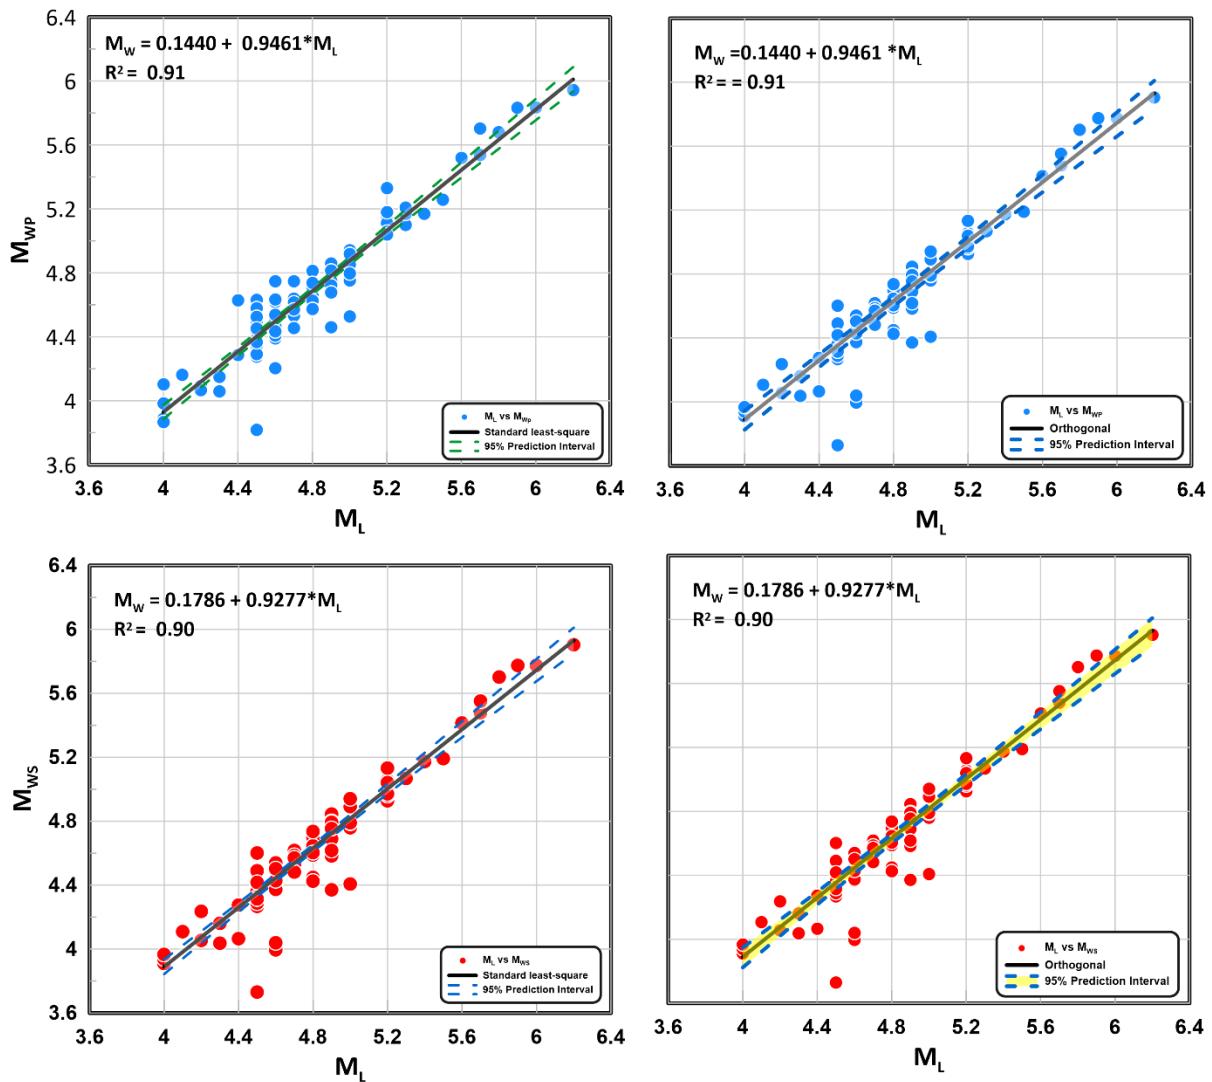 M_W = 0.1440 + 0.9461*M_L
R² = 0.91
6.4
6
5.6
5.2
4.8
4.4
4
3.6
M_WP
M_L vs M_Wp
Standard least-square
95% Prediction Interval
3.6 4 4.4 4.8 5.2 5.6 6 6.4
M_L
M_W =0.1440 + 0.9461 *M_L
R² = = 0.91
M_L vs M_WP
Orthogonal
95% Prediction Interval
3.6 4 4.4 4.8 5.2 5.6 6 6.4
M_L
M_W = 0.1786 + 0.9277*M_L
R² = 0.90
6.4
6
5.6
5.2
4.8
4.4
4
3.6
M_WS
M_L vs M_WS
Standard least-square
95% Prediction Interval
3.6 4 4.4 4.8 5.2 5.6 6 6.4
M_L
M_W = 0.1786 + 0.9277*M_L
R² = 0.90
M_L vs M_WS
Orthogonal
95% Prediction Interval
3.6 4 4.4 4.8 5.2 5.6 6 6.4
M_L